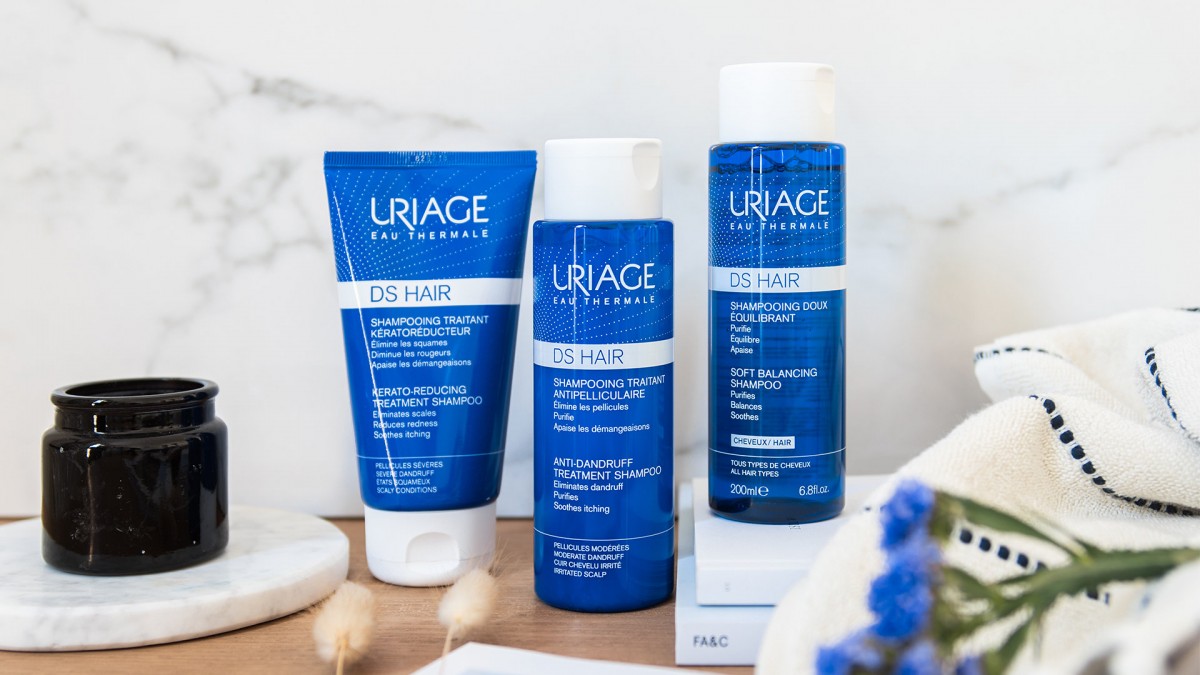 URIAGE
EAU THERMALE
DS HAIR
SHAMPOOING TRAITANT
KÉRATORÉDUCTEUR
Élimine les squames
Diminue les rougeurs
Apaise les démangeaisons
KERATO-REDUCING
TREATMENT SHAMPOO
Eliminates scales
Reduces redness
Soothes itching
PELLICULES SÉVÈRES
SEVERE DANDRUFF
ÉTATS SQUAMEUX
SCALY CONDITIONS
URIAGE
EAU THERMALE
DS HAIR
SHAMPOOING TRAITANT
ANTIPELLICULAIRE
Élimine les pellicules
Purifie
Apaise les démangeaisons
ANTI-DANDRUFF
TREATMENT SHAMPOO
Eliminates dandruff
Purifies
Soothes itching
PELLICULES MODÉRÉES
MODERATE DANDRUFF
CUIR CHEVELU IRRITÉ
IRRITATED SCALP
URIAGE
EAU THERMALE
DS HAIR
SHAMPOOING DOUX
ÉQUILIBRANT
Purifie
Équilibre
Apaise
SOFT BALANCING
SHAMPOO
Purifies
Balances
Soothes
CHEVEUX/ HAIR
TOUS TYPES DE CHEVEUX
ALL HAIR TYPES
200ml℮ 6.8fl.oz.
FA&C